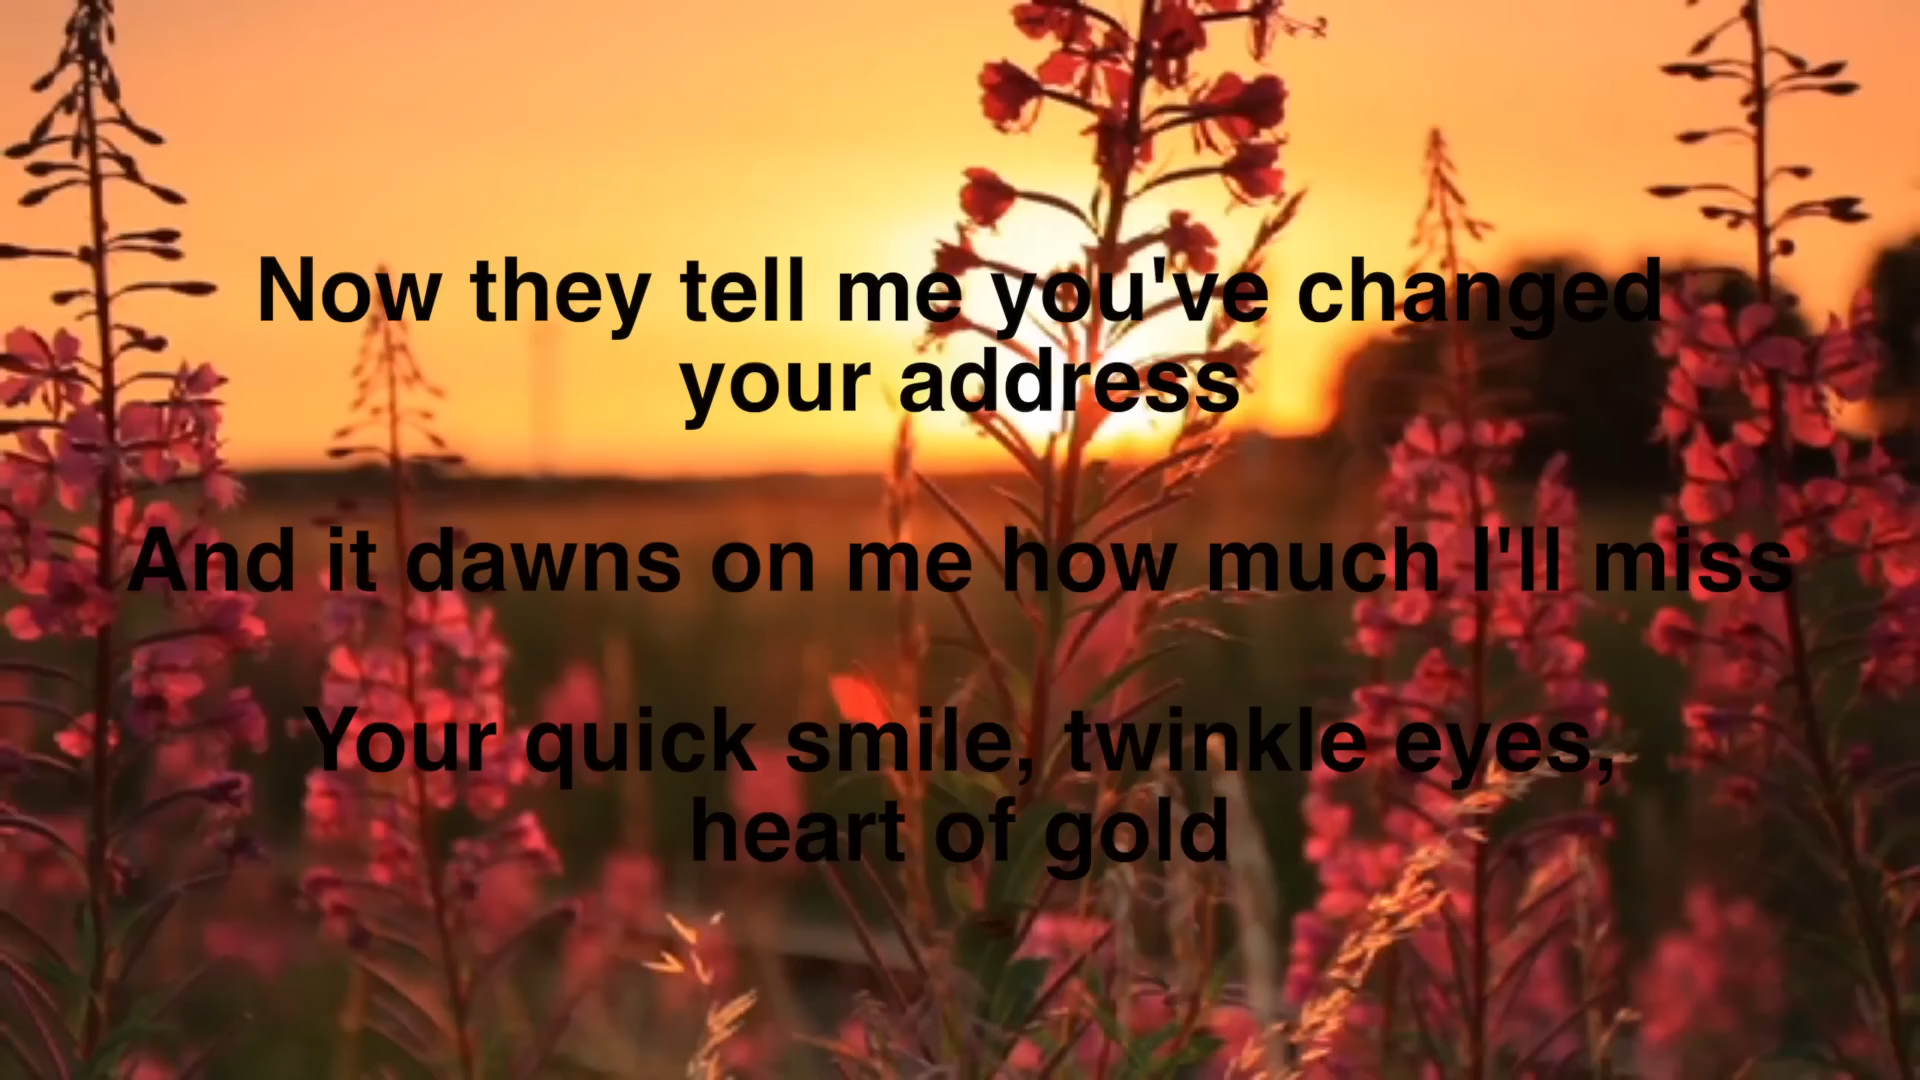 Now they tell me you've changed
your address
And it dawns on me how much I'll miss
Your quick smile, twinkle eyes,
heart of gold